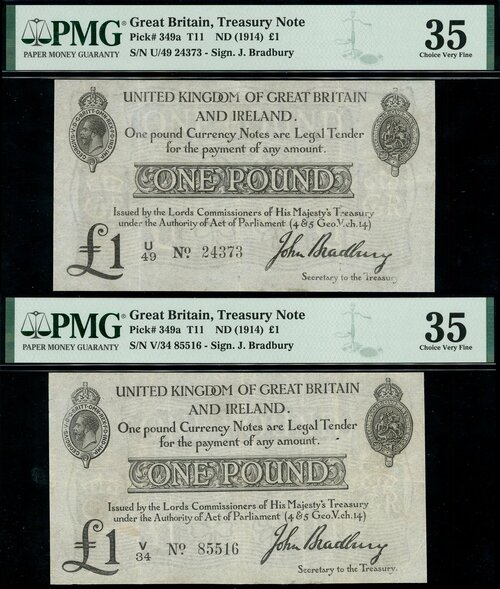 PMG
PAPER MONEY GUARANTY
Great Britain, Treasury Note
Pick# 349a T11 ND (1914) £1
S/N U/49 24373 - Sign. J. Bradbury
35
Choice Very Fine
UNITED KINGDOM OF GREAT BRITAIN
AND IRELAND.
One pound Currency Notes are Legal Tender
for the payment of any amount.
ONE POUND
Issued by the Lords Commissioners of His Majesty's Treasury
under the Authority of Act of Parliament (4 & 5 Geo.V.ch.14)
£1 U/49 No. 24373 John Bradbury
Secretary to the Treasury
PMG
PAPER MONEY GUARANTY
Great Britain, Treasury Note
Pick# 349a T11 ND (1914) £1
S/N V/34 85516 - Sign. J. Bradbury
35
Choice Very Fine
UNITED KINGDOM OF GREAT BRITAIN
AND IRELAND.
One pound Currency Notes are Legal Tender
for the payment of any amount.
ONE POUND
Issued by the Lords Commissioners of His Majesty's Treasury
under the Authority of Act of Parliament (4 & 5 Geo.V.ch.14)
£1 V/34 No. 85516 John Bradbury
Secretary to the Treasury.